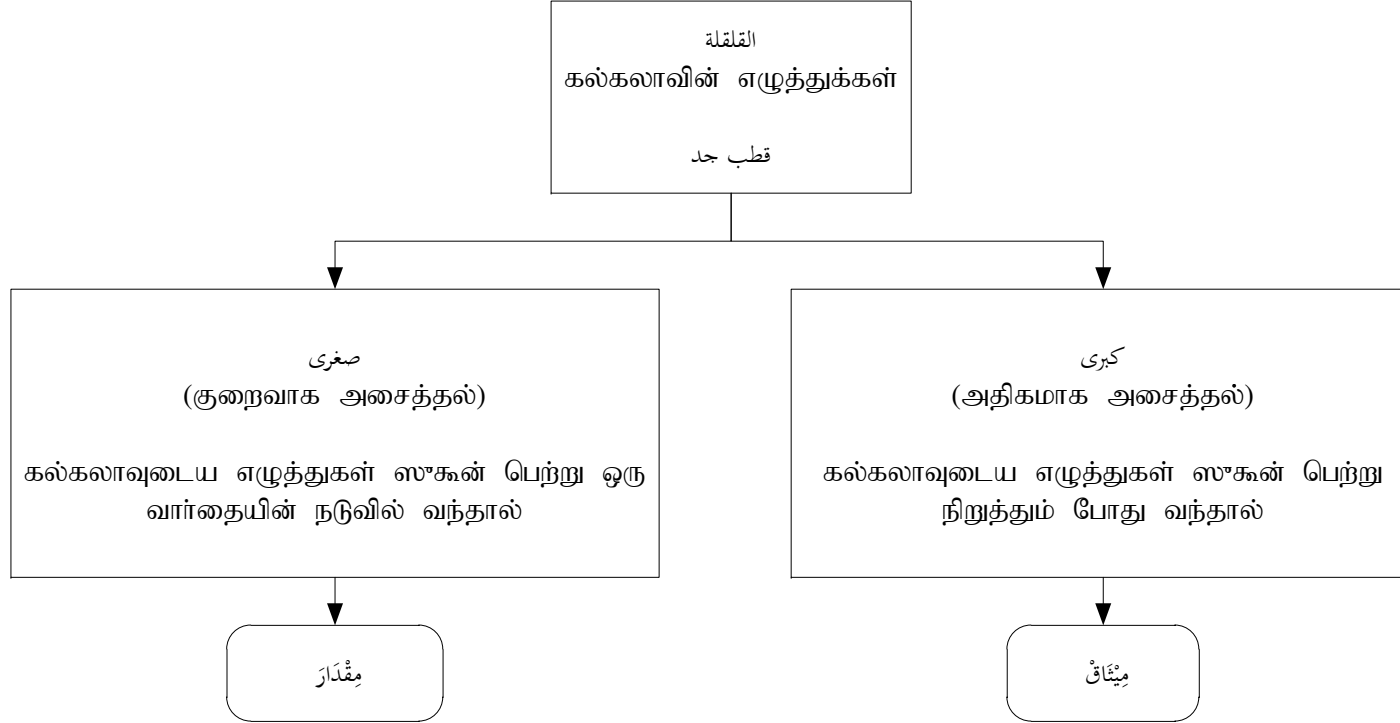 القلقلة
கல்கலாவின் எழுத்துக்கள்
قطب جد
صغرى
(குறைவாக அசைத்தல்)
கல்கலாவுடைய எழுத்துகள் ஸுகூன் பெற்று ஒரு
வார்தையின் நடுவில் வந்தால்
مِقْدَارَ
كبرى
(அதிகமாக அசைத்தல்)
கல்கலாவுடைய எழுத்துகள் ஸுகூன் பெற்று
நிறுத்தும் போது வந்தால்
مِيْثَاقْ